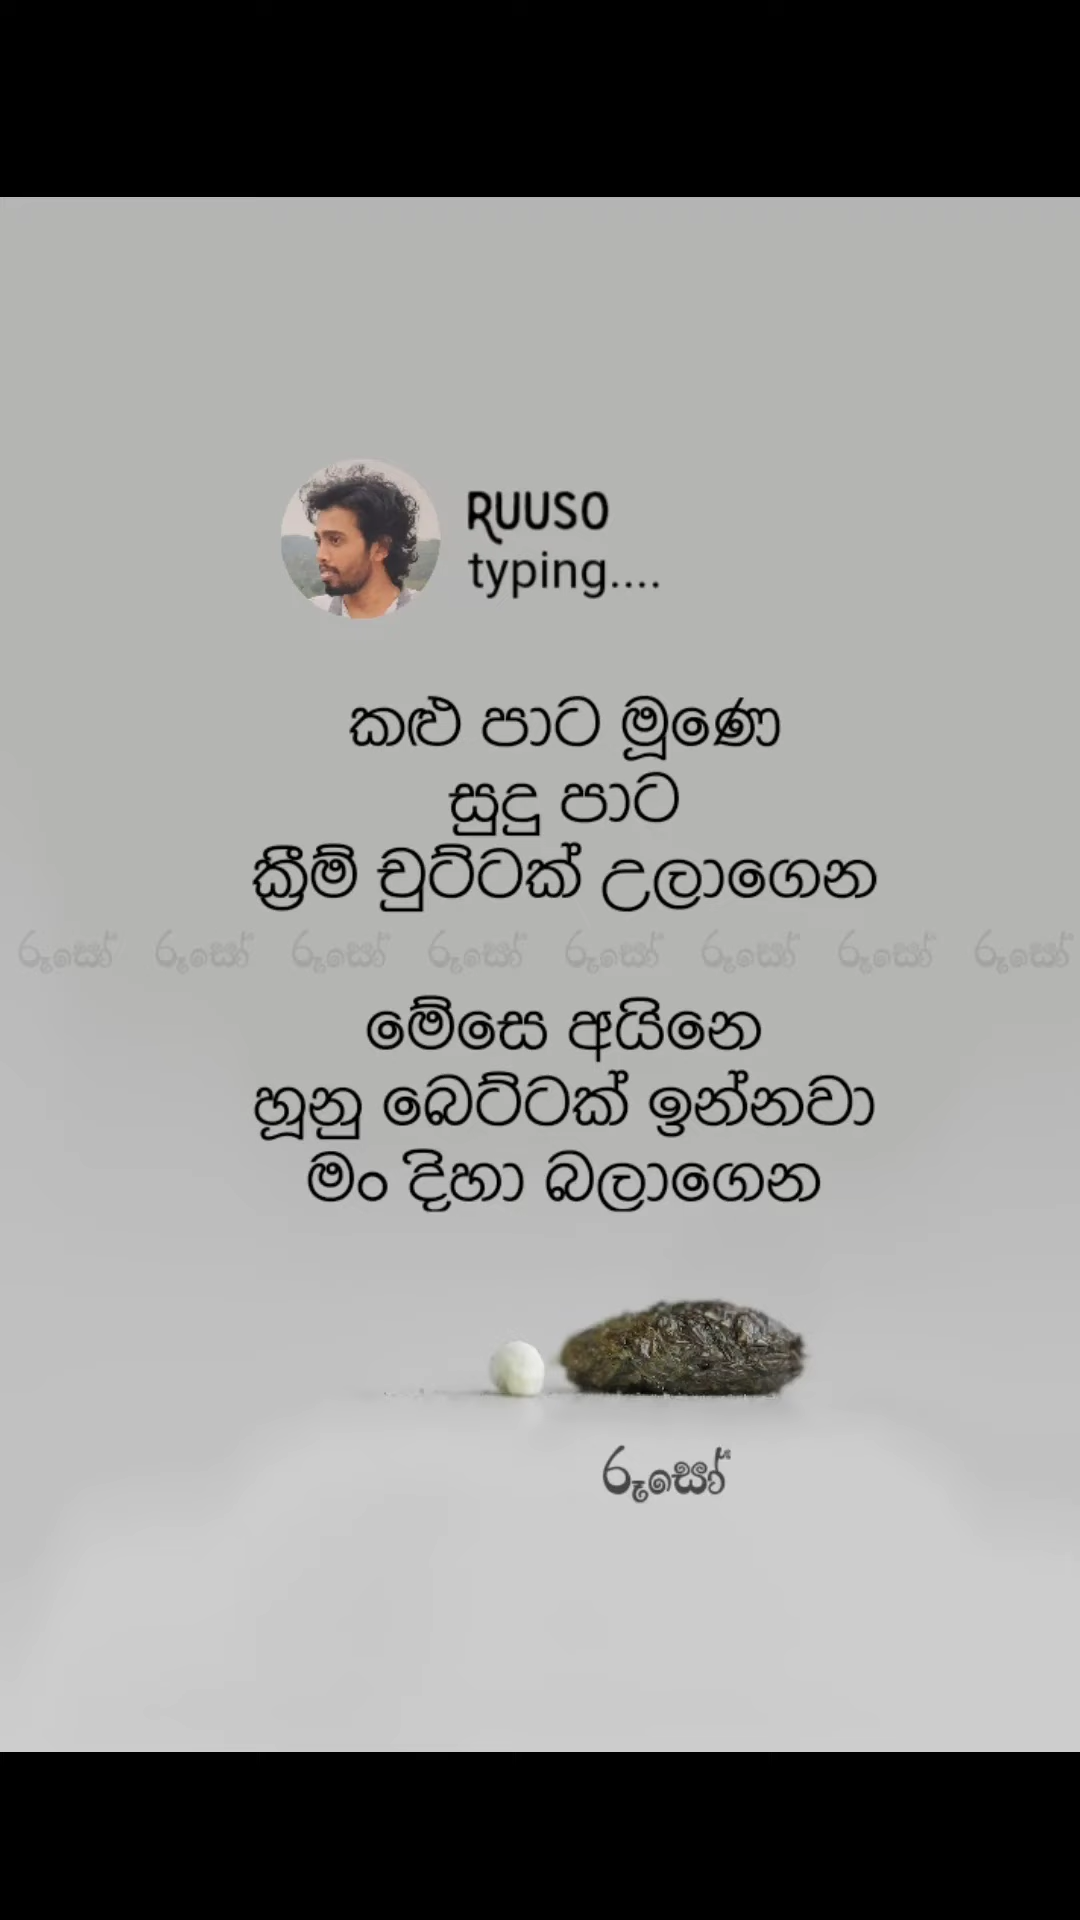 RUUSO
typing....
කළු පාට මූණෙ
සුදු පාට
ක්‍රීම් චුට්ටක් උලාගෙන
රූසෝ රූසෝ රූසෝ රූසෝ රූසෝ රූසෝ රූසෝ රූසෝ
මේසෙ අයිනෙ
හූනු බෙට්ටක් ඉන්නවා
මං දිහා බලාගෙන
රූසෝ